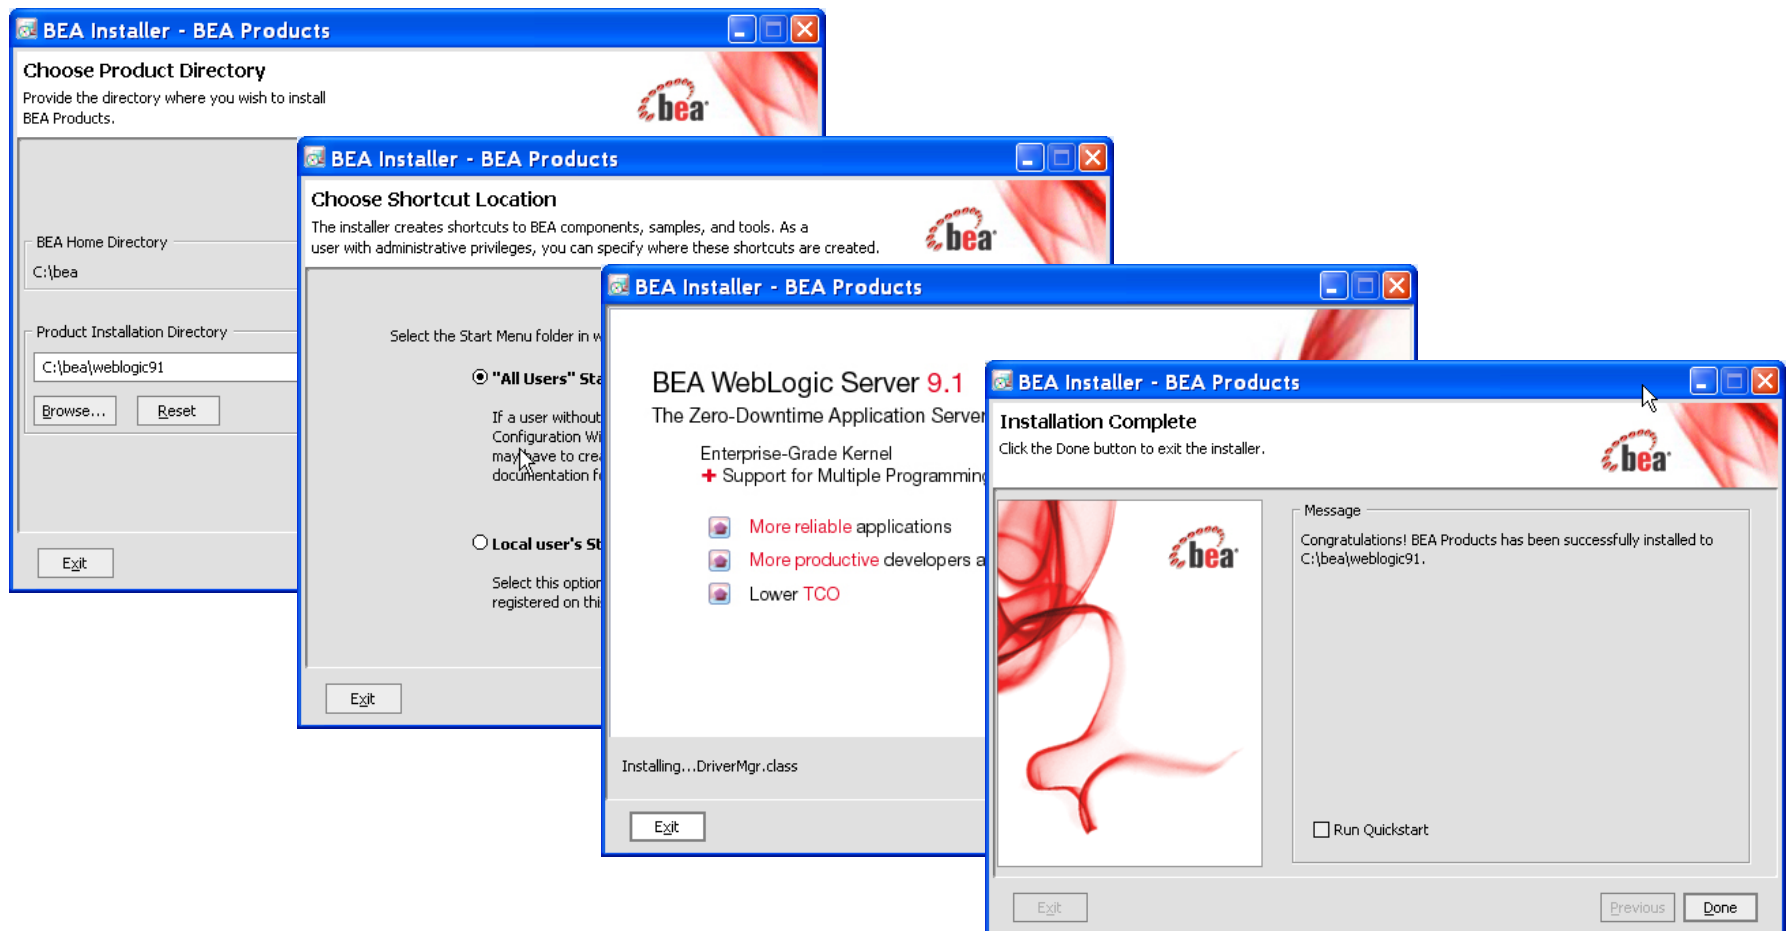 BEA Installer - BEA Products
Choose Product Directory
Provide the directory where you wish to install
BEA Products.
bea
BEA Home Directory
C:\bea
Product Installation Directory
C:\bea\weblogic91
Browse...
Reset
Exit
BEA Installer - BEA Products
Choose Shortcut Location
The installer creates shortcuts to BEA components, samples, and tools. As a
user with administrative privileges, you can specify where these shortcuts are created.
bea
Select the Start Menu folder in
"All Users"
If a user without
Configuration
may have to
documentation
Local user's
Select this option
registered on
Exit
BEA Installer - BEA Products
BEA WebLogic Server 9.1
The Zero-Downtime Application Server
Enterprise-Grade Kernel
+ Support for Multiple Programming
More reliable applications
More productive developers
Lower TCO
Installing...DriverMgr.class
Exit
BEA Installer - BEA Products
Installation Complete
Click the Done button to exit the installer.
bea
bea
Message
Congratulations! BEA Products has been successfully installed to
C:\bea\weblogic91.
Run Quickstart
Exit
Previous
Done